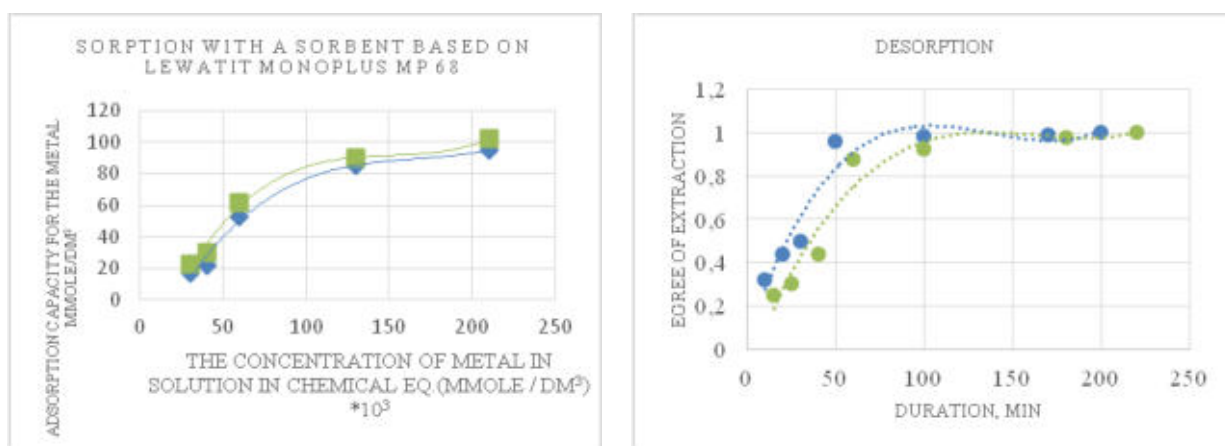 SORPTION WITH A SORBENT BASED ON
LEWATIT MONOPLUS MP 68
ADSORPTION CAPACITY FOR THE METAL
MMOLE/DM³
120
100
80
60
40
20
0
0 50 100 150 200 250
THE CONCENTRATION OF METAL IN
SOLUTION IN CHEMICAL EQ (MMOLE / DM³)
*10³
DESORPTION
EGREE OF EXTRACTION
1,2
1
0,8
0,6
0,4
0,2
0
0 50 100 150 200 250
DURATION, MIN